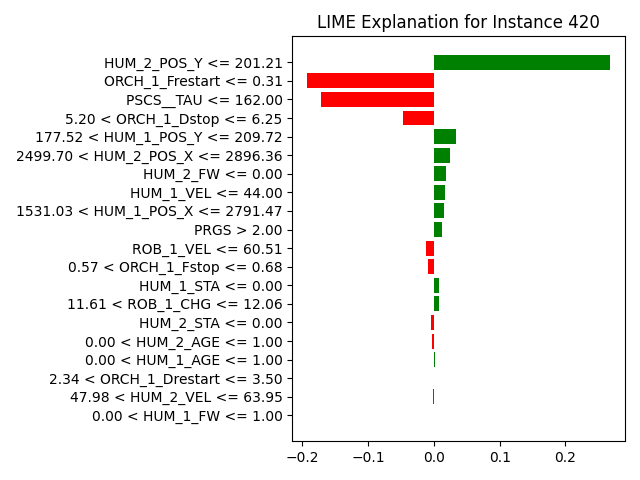 LIME Explanation for Instance 420
HUM_2_POS_Y <= 201.21
ORCH_1_Frestart <= 0.31
PSCS__TAU <= 162.00
5.20 < ORCH_1_Dstop <= 6.25
177.52 < HUM_1_POS_Y <= 209.72
2499.70 < HUM_2_POS_X <= 2896.36
HUM_2_FW <= 0.00
HUM_1_VEL <= 44.00
1531.03 < HUM_1_POS_X <= 2791.47
PRGS > 2.00
ROB_1_VEL <= 60.51
0.57 < ORCH_1_Fstop <= 0.68
HUM_1_STA <= 0.00
11.61 < ROB_1_CHG <= 12.06
HUM_2_STA <= 0.00
0.00 < HUM_2_AGE <= 1.00
0.00 < HUM_1_AGE <= 1.00
2.34 < ORCH_1_Drestart <= 3.50
47.98 < HUM_2_VEL <= 63.95
0.00 < HUM_1_FW <= 1.00
−0.2 −0.1 0.0 0.1 0.2